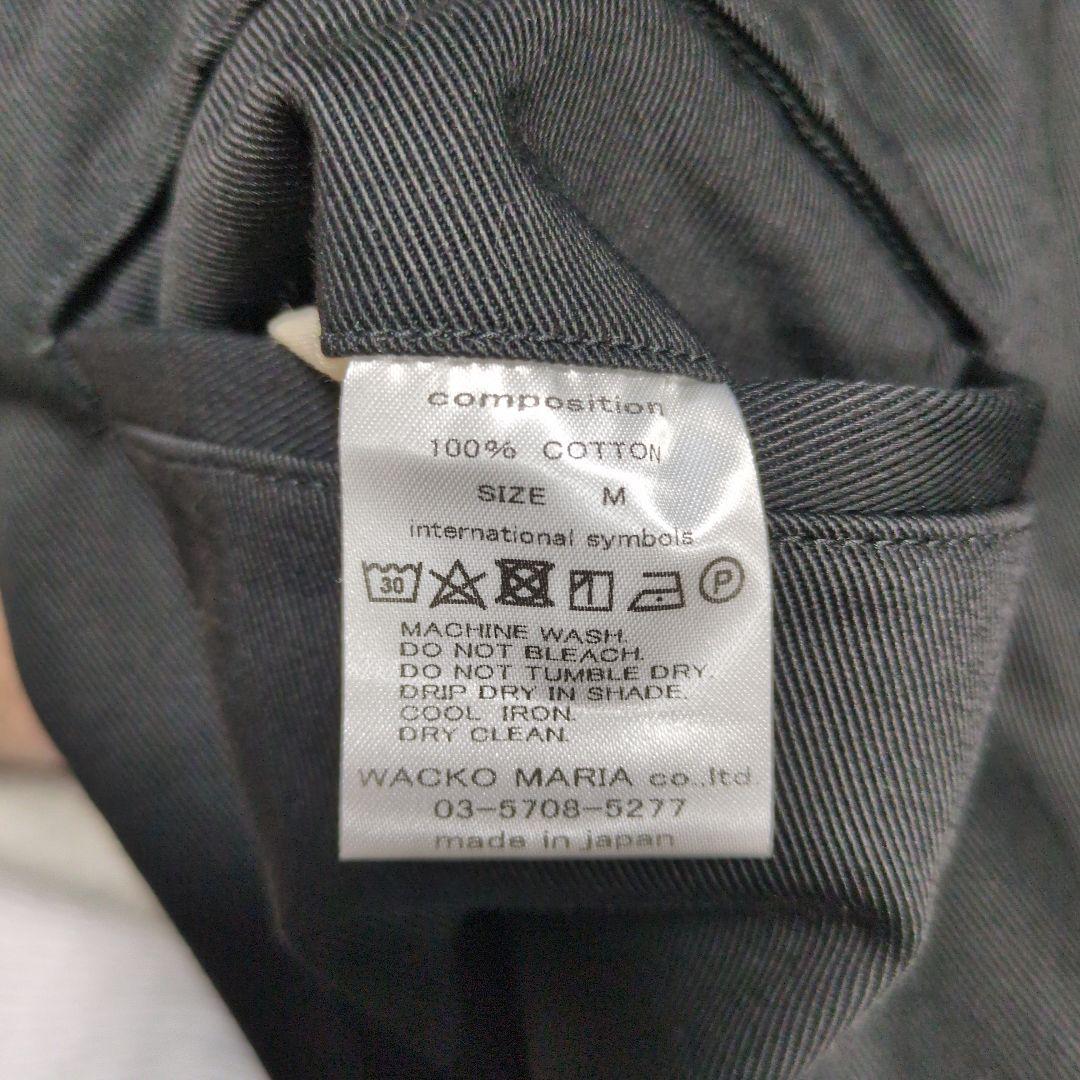 composition
100% COTTON
SIZE M
international symbols
30 P
MACHINE WASH.
DO NOT BLEACH.
DO NOT TUMBLE DRY.
DRIP DRY IN SHADE.
COOL IRON.
DRY CLEAN.
WACKO MARIA co.,ltd.
03-5708-5277
made in japan